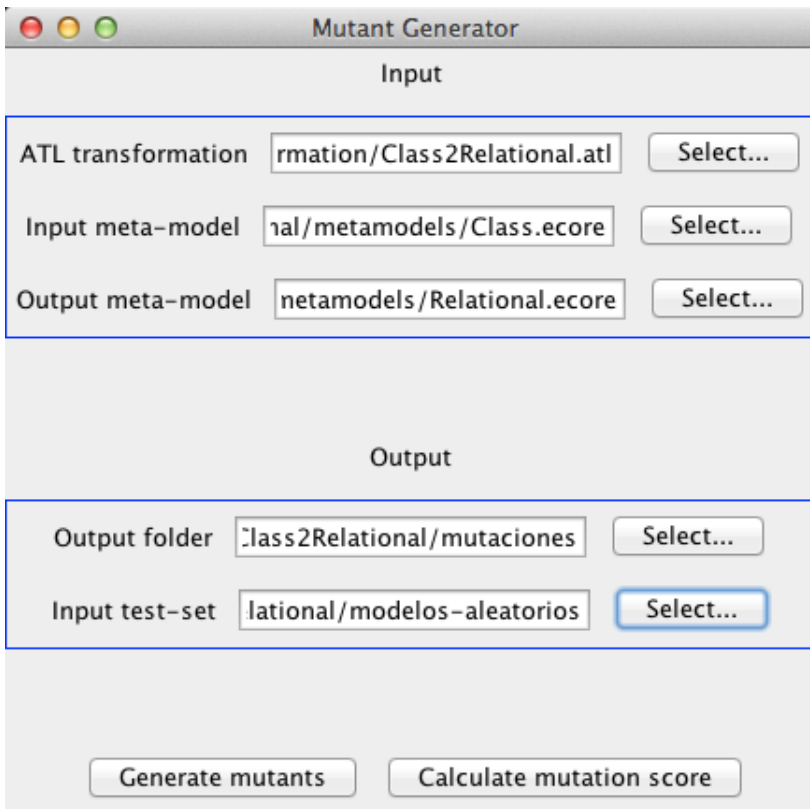 Mutant Generator
Input
ATL transformation rmation/Class2Relational.atl Select...
Input meta-model nal/metamodels/Class.ecore Select...
Output meta-model netamodels/Relational.ecore Select...
Output
Output folder Class2Relational/mutaciones Select...
Input test-set lational/modelos-aleatorios Select...
Generate mutants Calculate mutation score